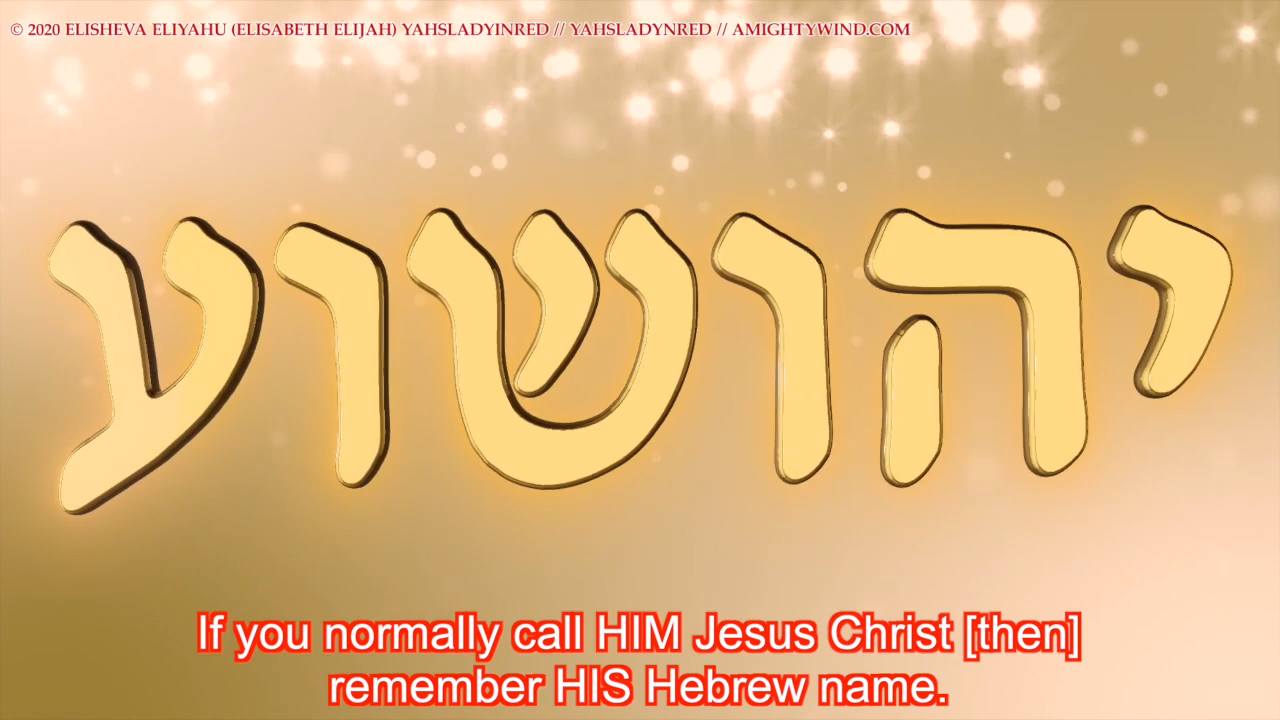 © 2020 ELISHEVA ELIYAHU (ELISABETH ELIJAH) YAHSLADYINRED // YAHSLADYNRED // AMIGHTYWIND.COM
יהושוע
If you normally call HIM Jesus Christ [then]
remember HIS Hebrew name.